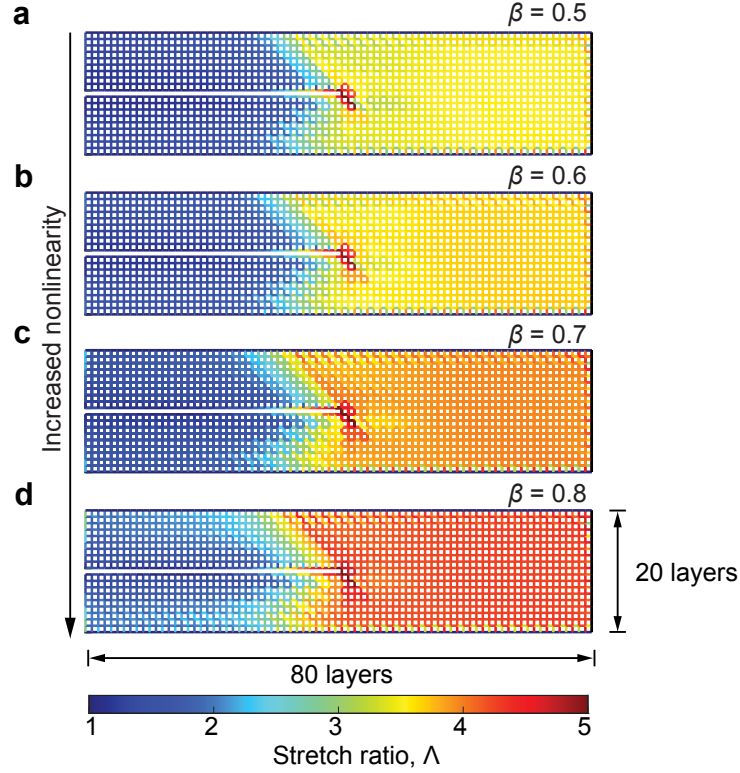 a
β = 0.5
b
β = 0.6
c
β = 0.7
d
β = 0.8
Increased nonlinearity
20 layers
80 layers
1 2 3 4 5
Stretch ratio, Λ